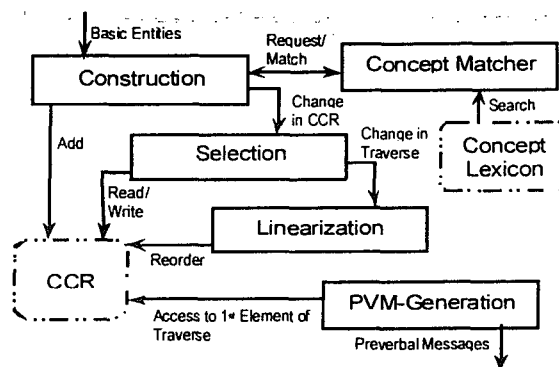 Basic Entities
Request/
Match
Construction
Concept Matcher
Change
in CCR
Search
Add
Change in
Traverse
Selection
Concept
Lexicon
Read/
Write
Linearization
Reorder
CCR
PVM-Generation
Access to 1st Element of
Traverse
Preverbal Messages